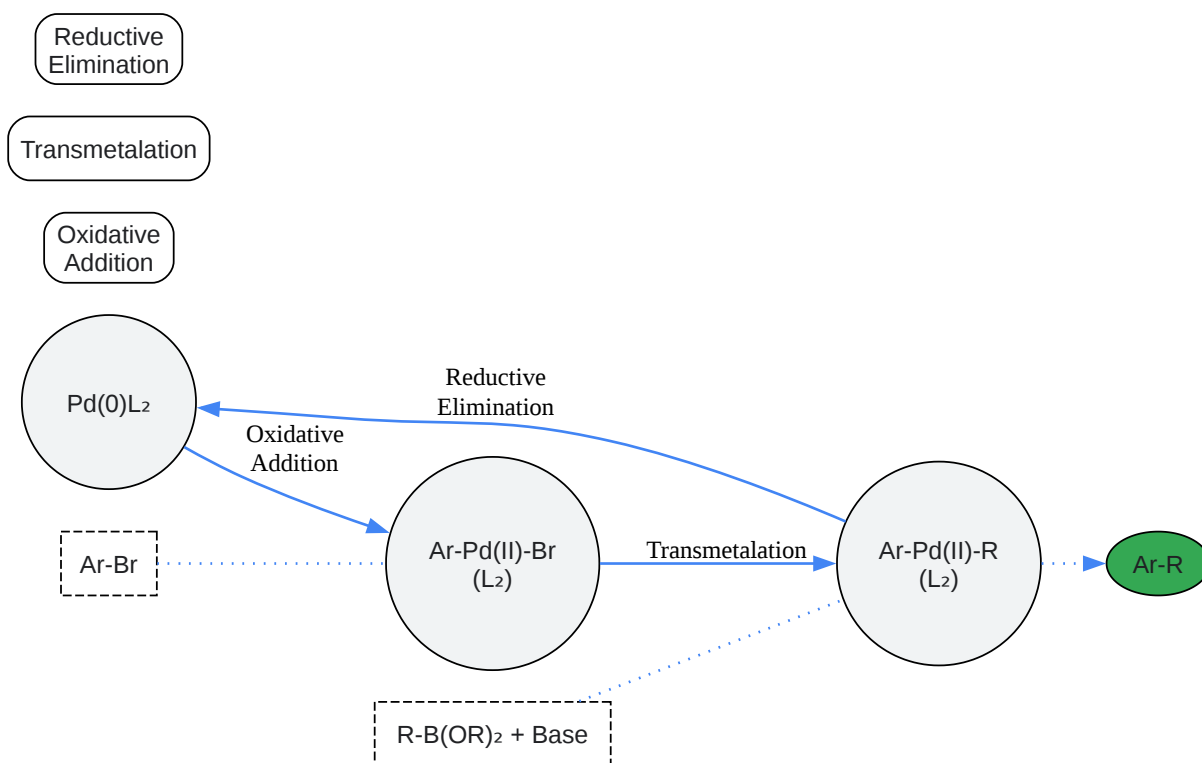 Reductive
Elimination
Transmetalation
Oxidative
Addition
Pd(0)L₂
Reductive
Elimination
Oxidative
Addition
Ar-Br
Ar-Pd(II)-Br
(L₂)
Transmetalation
Ar-Pd(II)-R
(L₂)
Ar-R
R-B(OR)₂ + Base